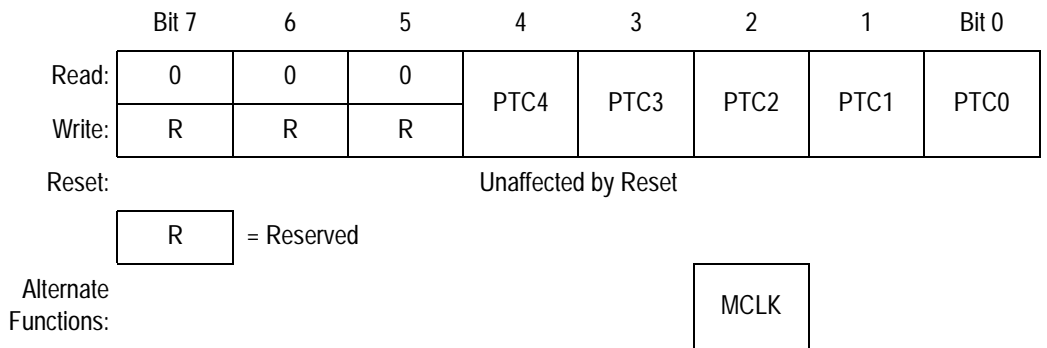 Bit 7 6 5 4 3 2 1 Bit 0
Read: 0 0 0 PTC4 PTC3 PTC2 PTC1 PTC0
Write: R R R
Reset: Unaffected by Reset
R = Reserved
Alternate
Functions: MCLK